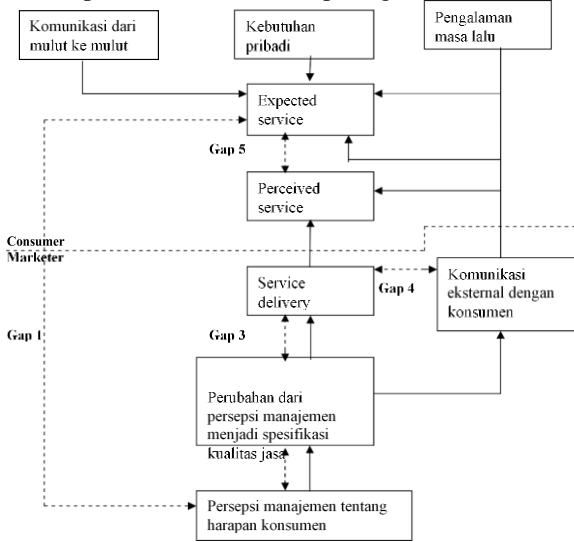 Komunikasi dari
mulut ke mulut
Kebutuhan
pribadi
Pengalaman
masa lalu
Expected
service
Gap 5
Perceived
service
Consumer
Marketer
Service
delivery
Gap 4
Komunikasi
eksternal dengan
konsumen
Gap 1
Gap 3
Perubahan dari
persepsi manajemen
menjadi spesifikasi
kualitas jasa
Persepsi manajemen tentang
harapan konsumen